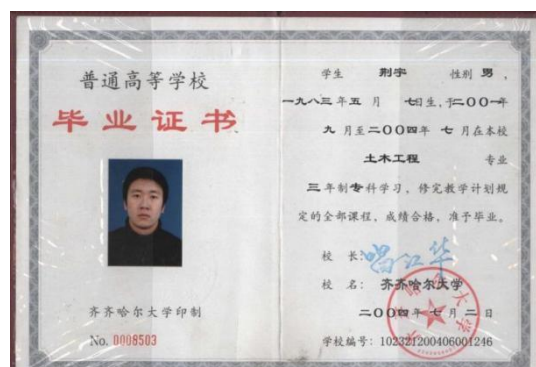 普通高等学校
毕业证书
齐齐哈尔大学印制
No. 0008503
学生 荆宇 性别 男，
一九八三年五月 七日生，于二〇〇一年
九 月至二〇〇四年 七 月在本校
土木工程 专业
三年制专科学习，修完教学计划规
定的全部课程，成绩合格，准予毕业。
校 长：
校 名： 齐齐哈尔大学
二〇〇四年 七 月 二 日
学校编号：102321200406001246